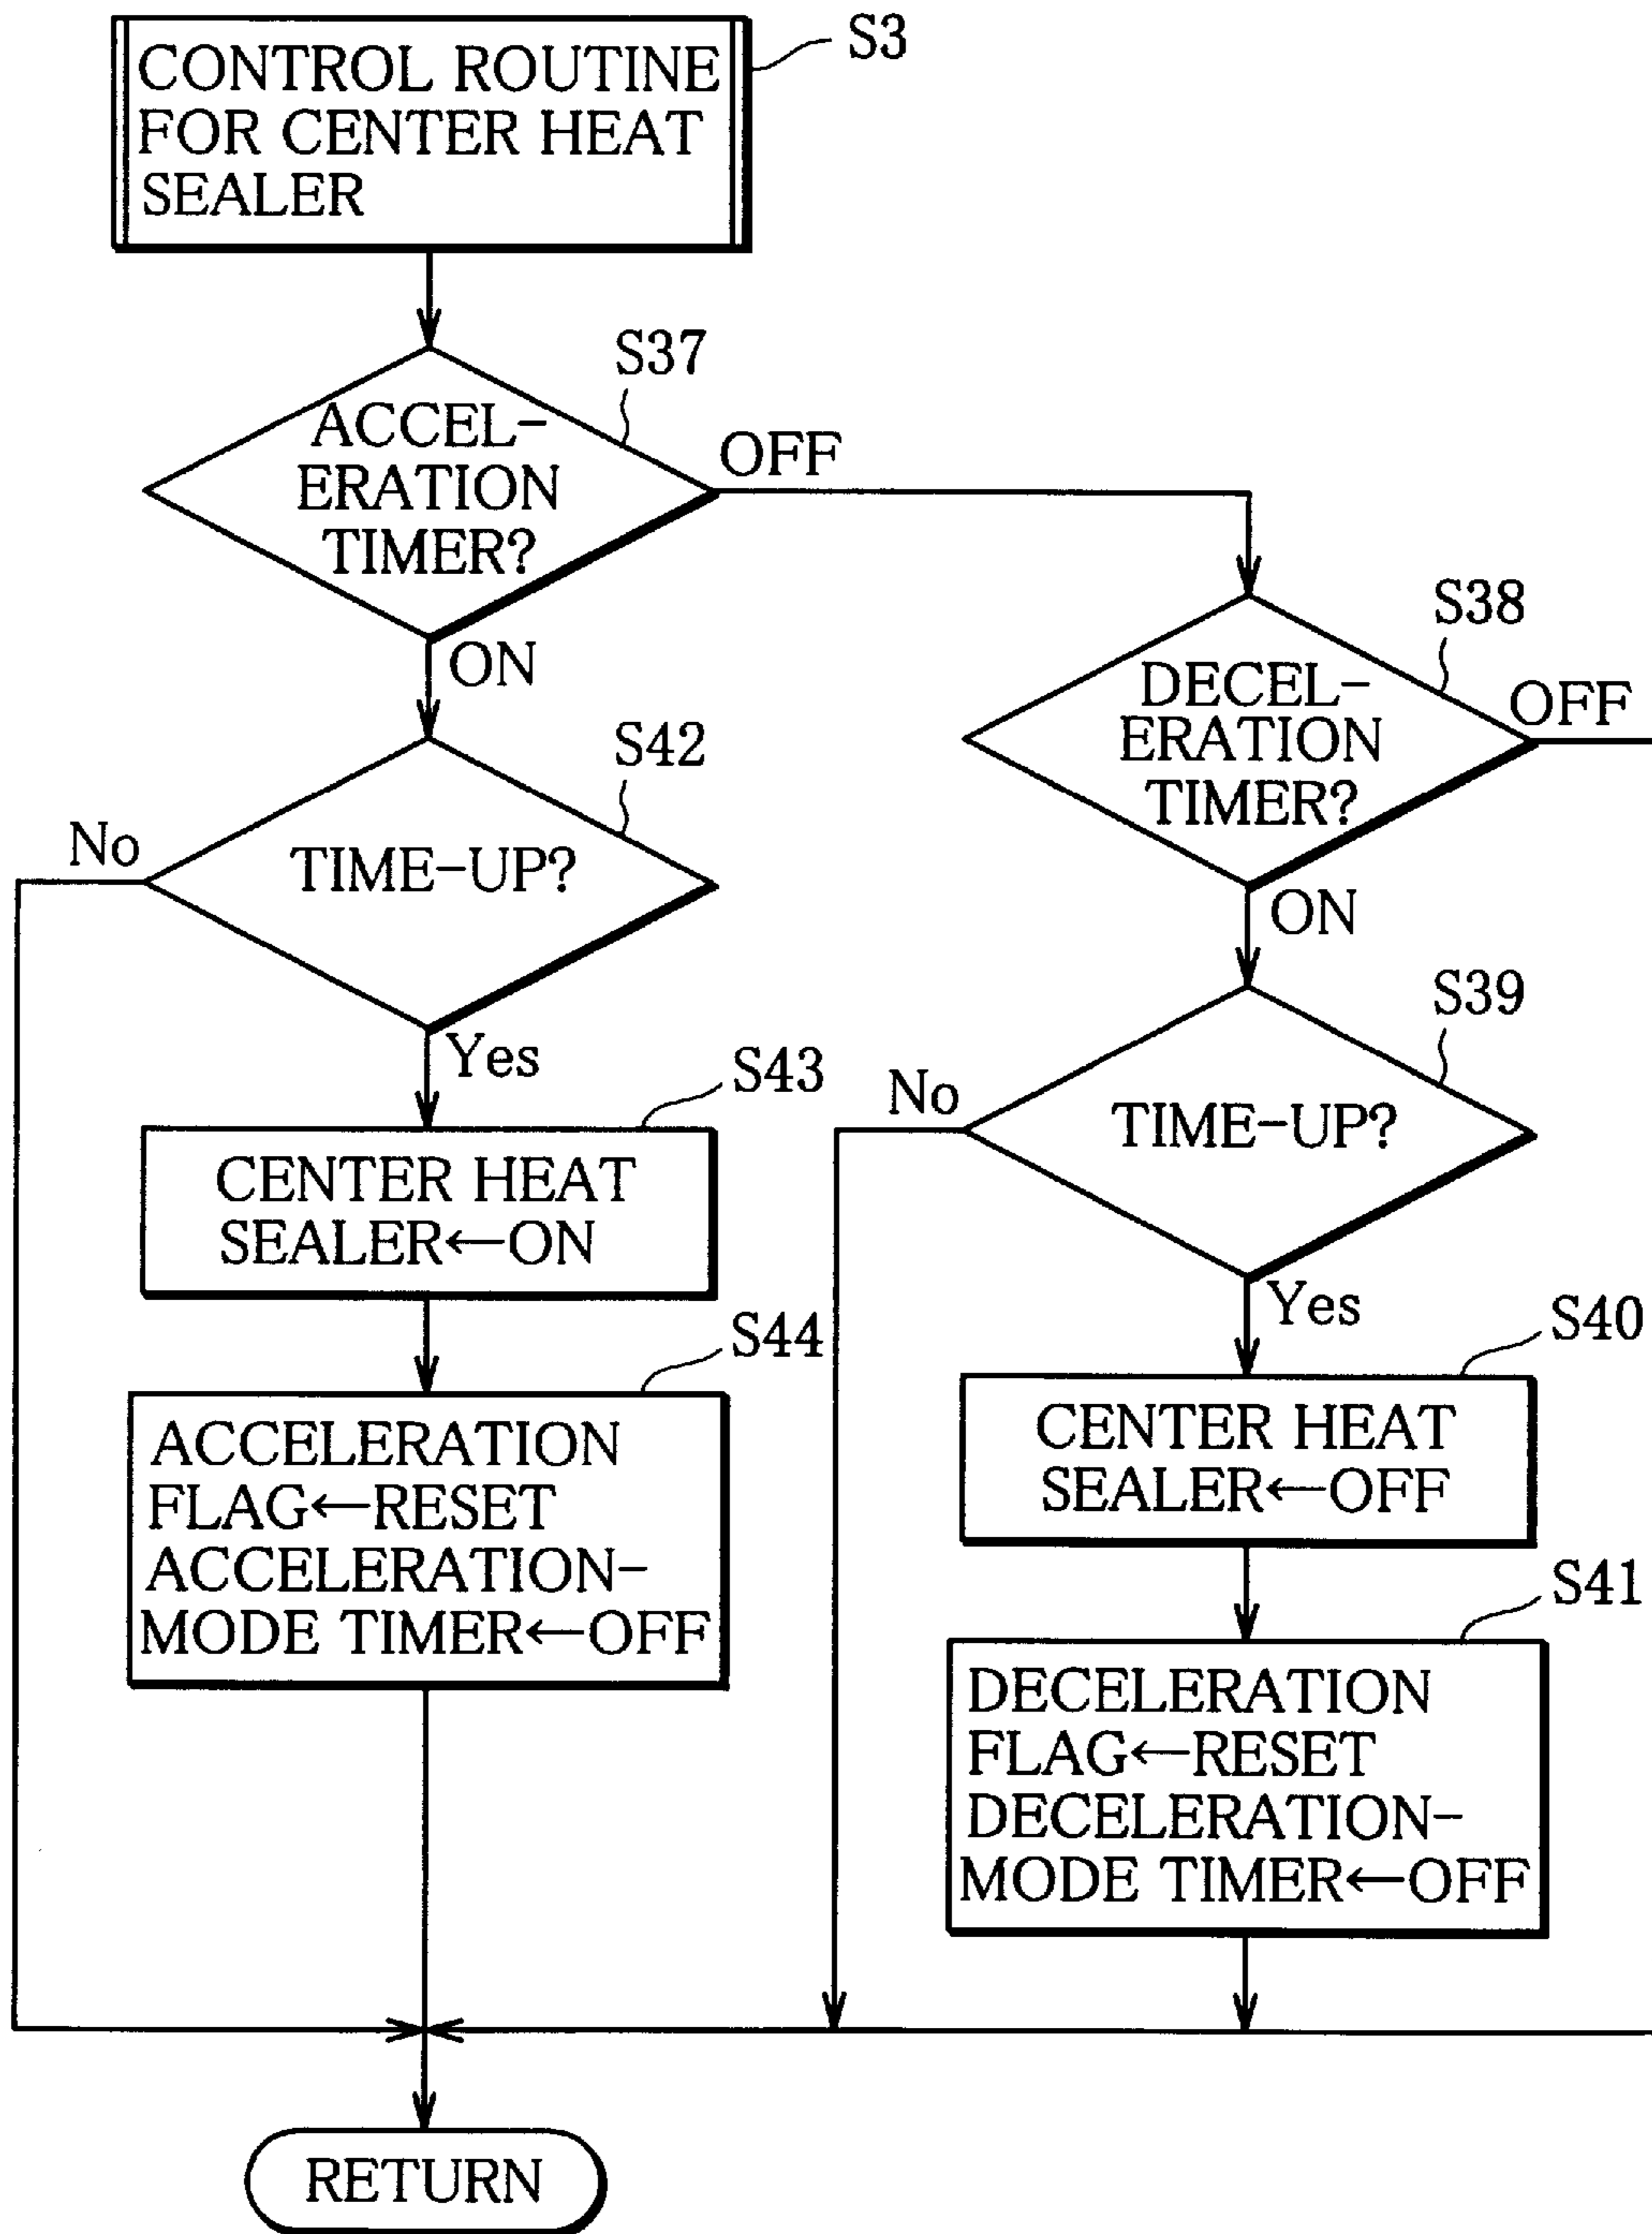 S3
CONTROL ROUTINE
FOR CENTER HEAT
SEALER
S37
ACCEL-
ERATION
TIMER?
OFF
ON
S38
DECEL-
ERATION
TIMER?
OFF
ON
S42
TIME-UP?
No
Yes
S39
TIME-UP?
No
Yes
S43
CENTER HEAT
SEALER←ON
S44
ACCELERATION
FLAG←RESET
ACCELERATION-
MODE TIMER←OFF
S40
CENTER HEAT
SEALER←OFF
S41
DECELERATION
FLAG←RESET
DECELERATION-
MODE TIMER←OFF
RETURN